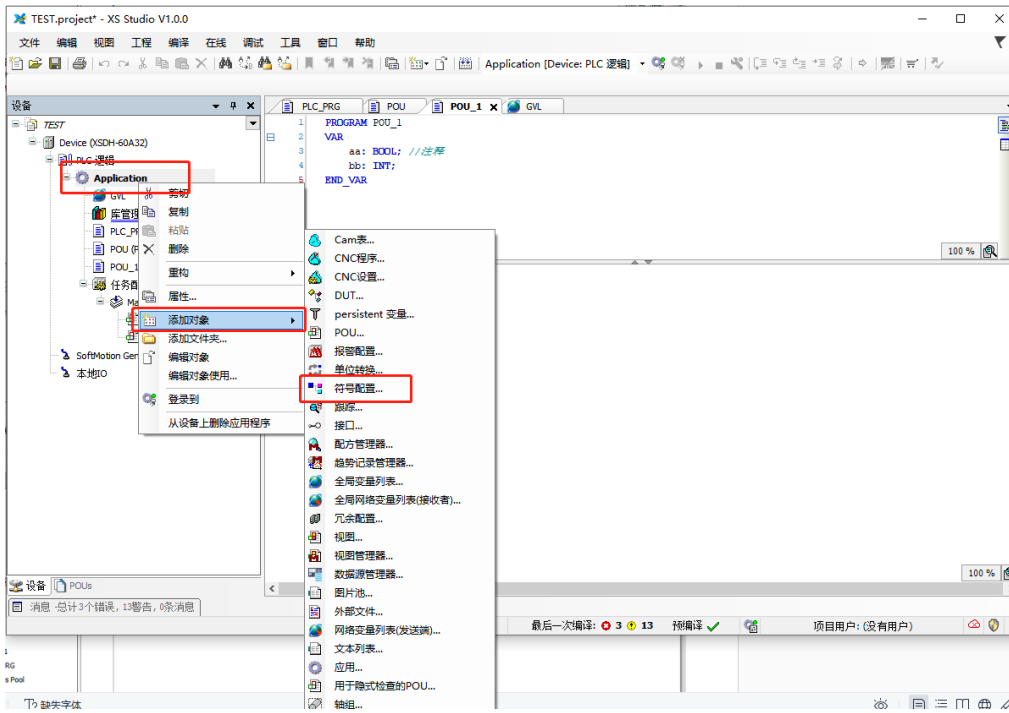 TEST.project* - XS Studio V1.0.0
文件 编辑 视图 工程 编译 在线 调试 工具 窗口 帮助
Application [Device: PLC 逻辑]
设备
PLC_PRG POU POU_1 GVL
TEST
Device (XSDH-60A32)
PLC 逻辑
Application
GVL
库管理
PLC_PR
POU (P
POU_1
任务配
Ma
SoftMotion Gen
本地IO
1 PROGRAM POU_1
2 VAR
3 aa: BOOL; //注释
4 bb: INT;
5 END_VAR
100 %
剪切
复制
粘贴
删除
重构
属性...
添加对象
添加文件夹...
编辑对象
编辑对象使用...
登录到
从设备上删除应用程序
Cam表...
CNC程序...
CNC设置...
DUT...
persistent 变量...
POU...
报警配置...
单位转换...
符号配置...
跟踪...
接口...
配方管理器...
趋势记录管理器...
全局变量列表...
全局网络变量列表(接收者)...
冗余配置...
视图...
视图管理器...
数据源管理器...
图片池...
外部文件...
网络变量列表(发送端)...
文本列表...
应用...
用于隐式检查的POU...
轴组...
100 %
设备 POUs
消息 -总计3个错误, 13警告, 0条消息
最后一次编译: 3 13 预编译 项目用户: (没有用户)
1
RG
s Pool
缺失字体